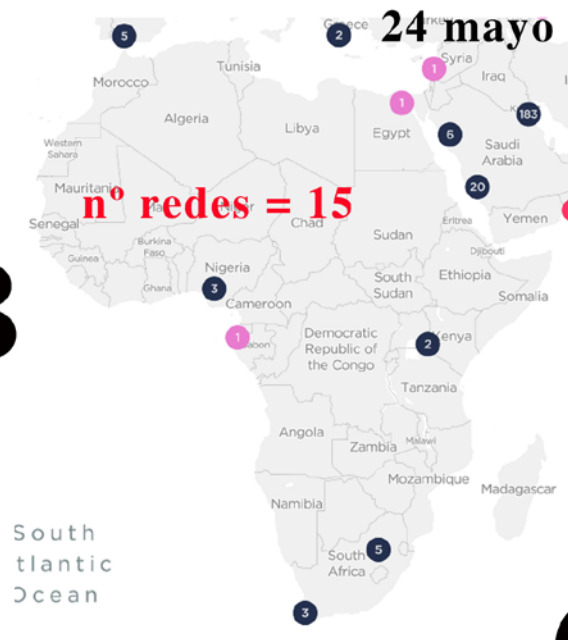 24 mayo
Greece
Turkey
5
2
Syria
1
Tunisia
Iraq
Morocco
1
183
Algeria
Libya
Egypt
6
Western
Sahara
Saudi
Arabia
20
nº redes = 15
Mauritani
Chad
Yemen
Senegal
Eritrea
Sudan
Burkina
Faso
Djibouti
Guinea
Nigeria
South
Sudan
Ethiopia
Ghana
3
Cameroon
Somalia
1
abon
Democratic
Republic of
the Congo
2
Kenya
Tanzania
Angola
Malawi
Zambia
Mozambique
Madagascar
Namibia
South
tlantic
Ocean
South
Africa
5
3